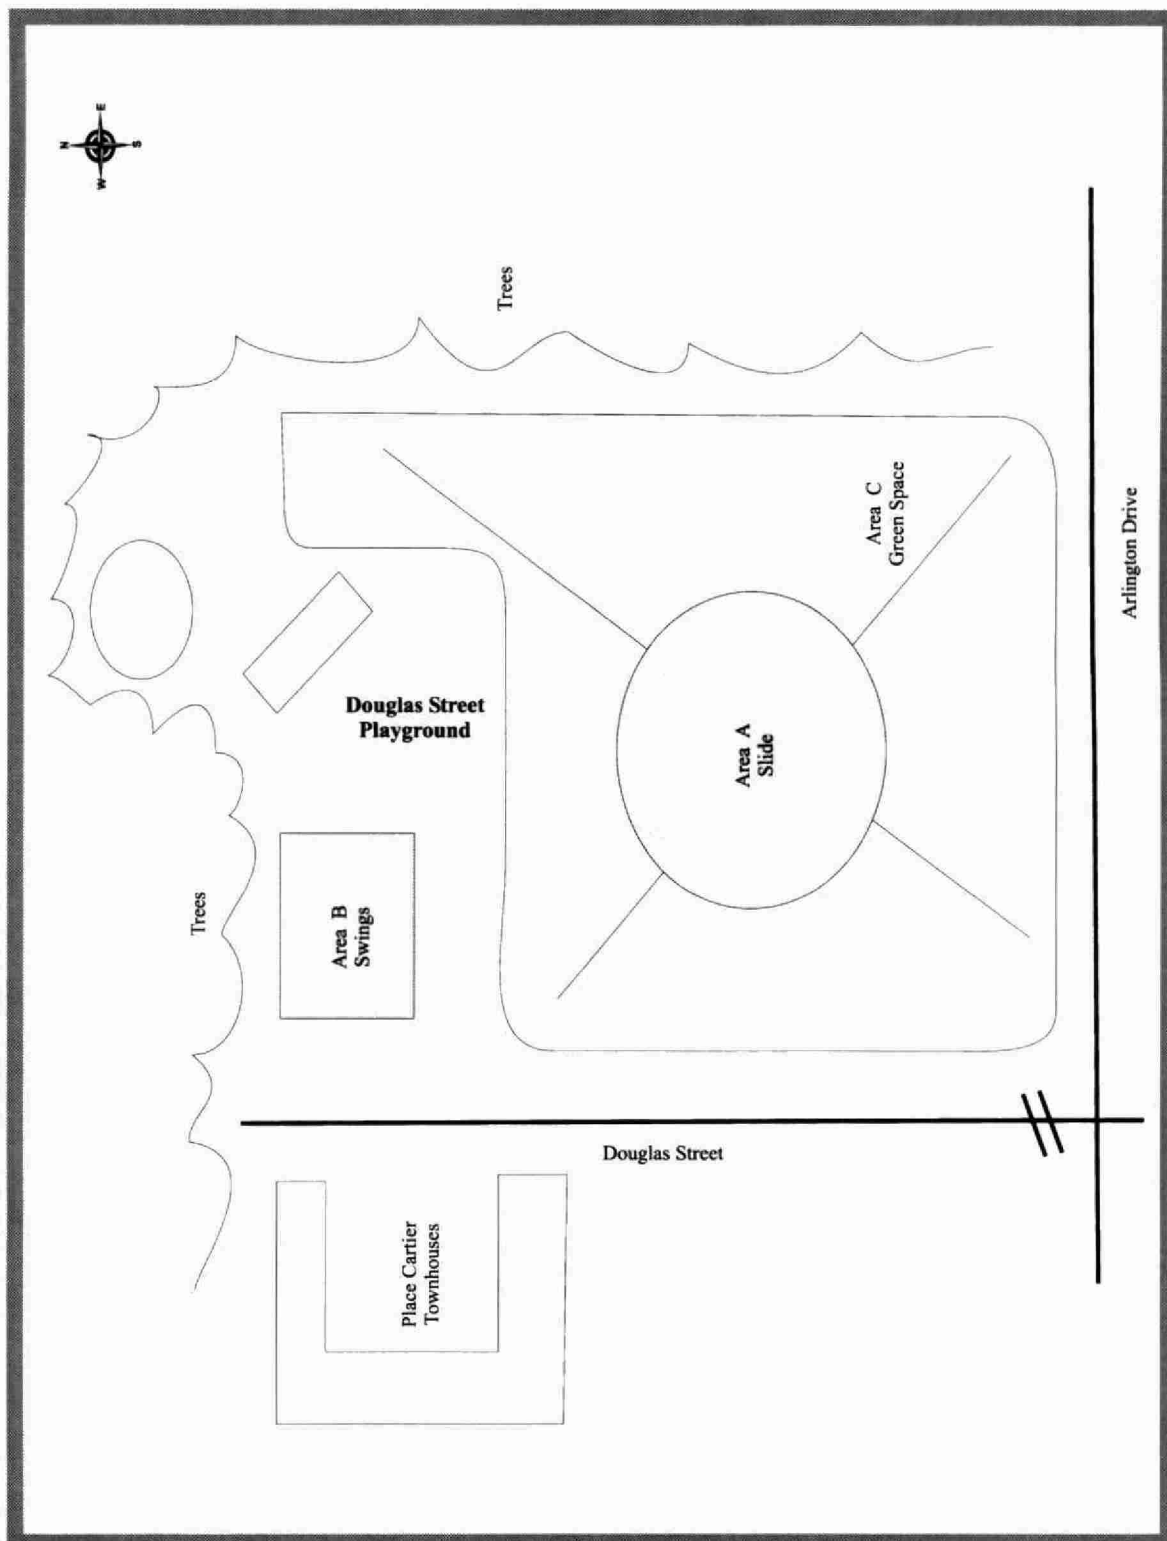 N
E
S
W
Trees
Trees
Area C
Green Space
Douglas Street
Playground
Area A
Slide
Area B
Swings
Arlington Drive
Douglas Street
Place Cartier
Townhouses